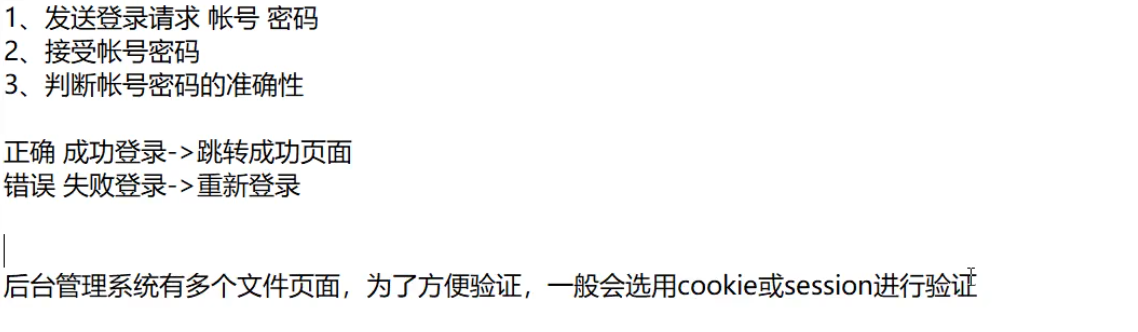 1、发送登录请求 帐号 密码
2、接受帐号密码
3、判断帐号密码的准确性
正确 成功登录->跳转成功页面
错误 失败登录->重新登录
后台管理系统有多个文件页面，为了方便验证，一般会选用cookie或session进行验证